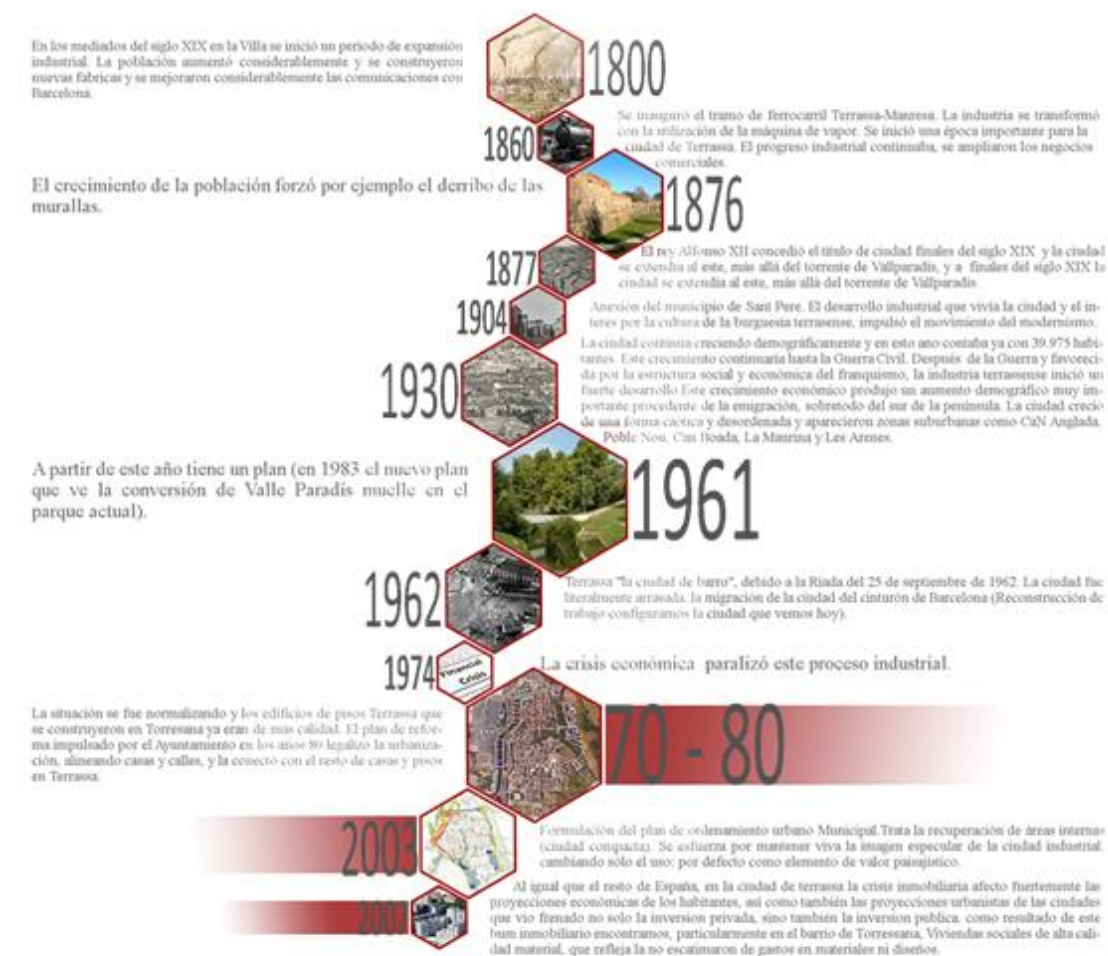 En los mediados del siglo XIX en la Villa se inició un periodo de expansión
industrial. La población aumentó considerablemente y se construyeron
nuevas fabricas y se mejoraron considerablemente las comunicaciones con
Barcelona.
1800
1860
Se inauguró el tramo de ferrocarril Terrassa-Manresa. La industria se transformó
con la utilización de la máquina de vapor. Se inició una época importante para la
ciudad de Terrassa. El progreso industrial continuaba, se ampliaron los negocios
comerciales.
El crecimiento de la población forzó por ejemplo el derribo de las
murallas.
1876
1877
El rey Alfonso XII concedió el titulo de ciudad finales del siglo XIX y la ciudad
se extendia al este, más allá del torrente de Vallparadis, y a finales del siglo XIX la
ciudad se extendia al este, más allá del torrente de Vallparadis.
1904
Anexión del municipio de Sant Pere. El desarrollo industrial que vivía la ciudad y el in-
teres por la cultura de la burguesía terrasense, impulsó el movimiento del modernismo.
1930
La ciudad continua creciendo demográficamente y en esto ano contaba ya con 39.975 habi-
tantes. Este crecimiento continuaria hasta la Guerra Civil. Después de la Guerra y favoreci-
da por la estructura social y económica del franquismo, la industria terrassense inició un
fuerte desarrollo Este crecimiento económico produjo un aumento demográfico muy im-
portante procedente de la emigración, sobretodo del sur de la peninsula. La ciudad crecio
de una forma caotica y desordenada y aparecieron zonas suburbanas como CaN Anglada,
Poble Nou, Can Boada, La Maurina y Les Arenes.
A partir de este año tiene un plan (en 1983 el nuevo plan
que ve la conversión de Valle Paradís muelle en el
parque actual).
1961
1962
Terrassa "la ciudad de barro", debido a la Riada del 25 de septiembre de 1962. La ciudad fue
literalmente arrasada. la migración de la ciudad del cinturón de Barcelona (Reconstrucción de
trabajo configuramos la ciudad que vemos hoy).
1974
Financial
Crisis
La crisis económica paralizó este proceso industrial.
La situación se fue normalizando y los edificios de pisos Terrassa que
se construyeron en Torresana ya eran de mas calidad. El plan de refor-
ma impulsado por el Ayuntamiento en los años 80 legalizo la urbaniza-
ción, alineando casas y calles, y la conecto con el resto de casas y pisos
en Terrassa.
70 - 80
2003
Formulación del plan de ordenamiento urbano Municipal.Trata la recuperación de áreas internas
(ciudad compacta). Se esfuerza por mantener viva la imagen especular de la ciudad industrial,
cambiando sólo el uso: por defecto como elemento de valor paisajístico.
2007
Al igual que el resto de España, en la ciudad de terrassa la crisis inmobiliaria afecto fuertemente las
proyecciones económicas de los habitantes, asi como también las proyecciones urbanistas de las ciudades
que vio frenado no solo la inversion privada, sino también la inversion publica, como resultado de este
bum inmobiliario encontramos, particularmente en el barrio de Torressana, Viviendas sociales de alta cali-
dad material, que refleja la no escatimaron de gastos en materiales ni diseños.